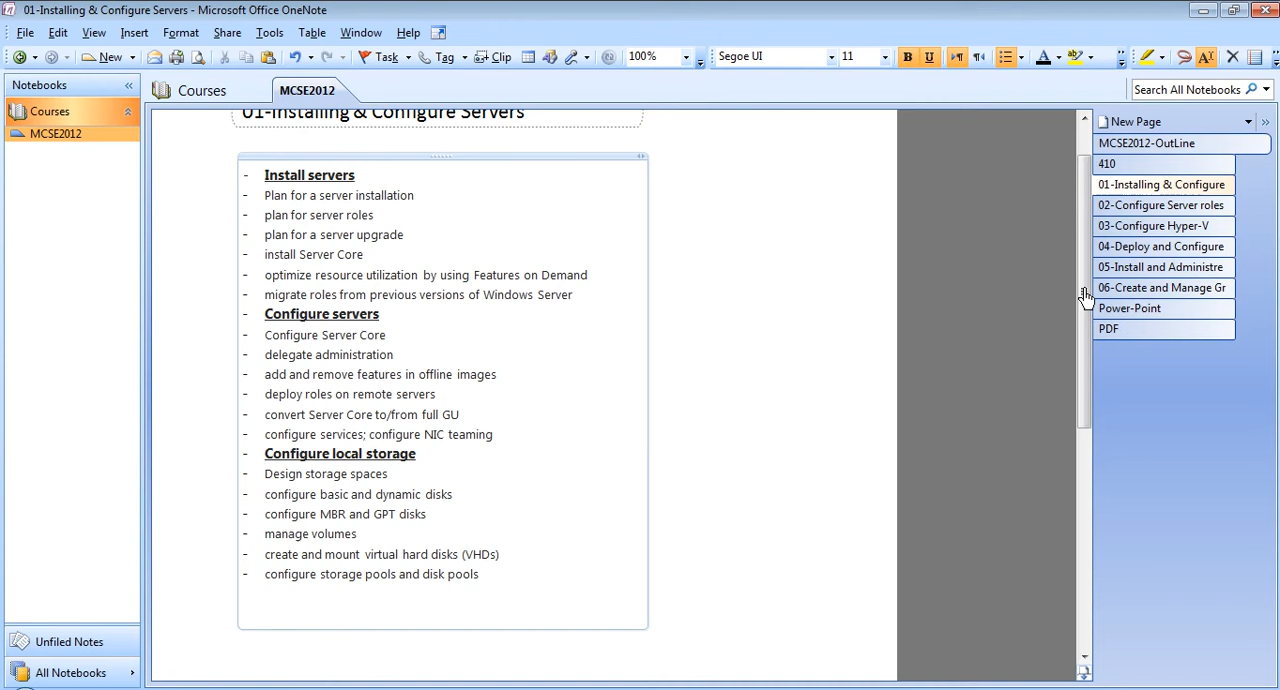 01-Installing & Configure Servers - Microsoft Office OneNote
File Edit View Insert Format Share Tools Table Window Help
New Task Tag Clip 100% Segoe UI 11 B U
Notebooks «
Courses MCSE2012
Search All Notebooks
Courses
MCSE2012
01-Installing & Configure Servers
- Install servers
- Plan for a server installation
- plan for server roles
- plan for a server upgrade
- install Server Core
- optimize resource utilization by using Features on Demand
- migrate roles from previous versions of Windows Server
- Configure servers
- Configure Server Core
- delegate administration
- add and remove features in offline images
- deploy roles on remote servers
- convert Server Core to/from full GU
- configure services; configure NIC teaming
- Configure local storage
- Design storage spaces
- configure basic and dynamic disks
- configure MBR and GPT disks
- manage volumes
- create and mount virtual hard disks (VHDs)
- configure storage pools and disk pools
New Page »
MCSE2012-OutLine
410
01-Installing & Configure
02-Configure Server roles
03-Configure Hyper-V
04-Deploy and Configure
05-Install and Administre
06-Create and Manage Gr
Power-Point
PDF
Unfiled Notes
All Notebooks